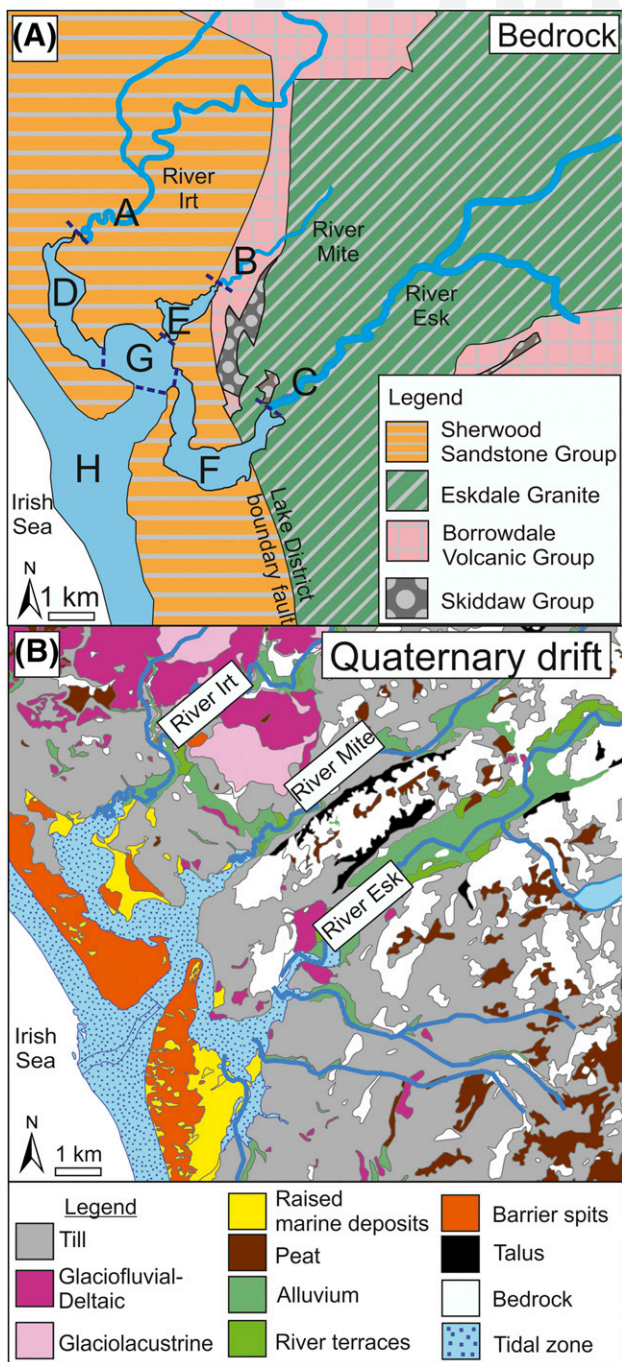 (A)
Bedrock
River
Irt
A
River
Mite
B
D
River
Esk
E
G
C
F
H
Irish
Sea
Lake District
boundary fault
N
1 km
Legend
Sherwood
Sandstone Group
Eskdale Granite
Borrowdale
Volcanic Group
Skiddaw Group
(B)
Quaternary drift
River Irt
River Mite
River Esk
Irish
Sea
N
1 km
Legend
Till
Glaciofluvial-
Deltaic
Glaciolacustrine
Raised
marine deposits
Peat
Alluvium
River terraces
Barrier spits
Talus
Bedrock
Tidal zone